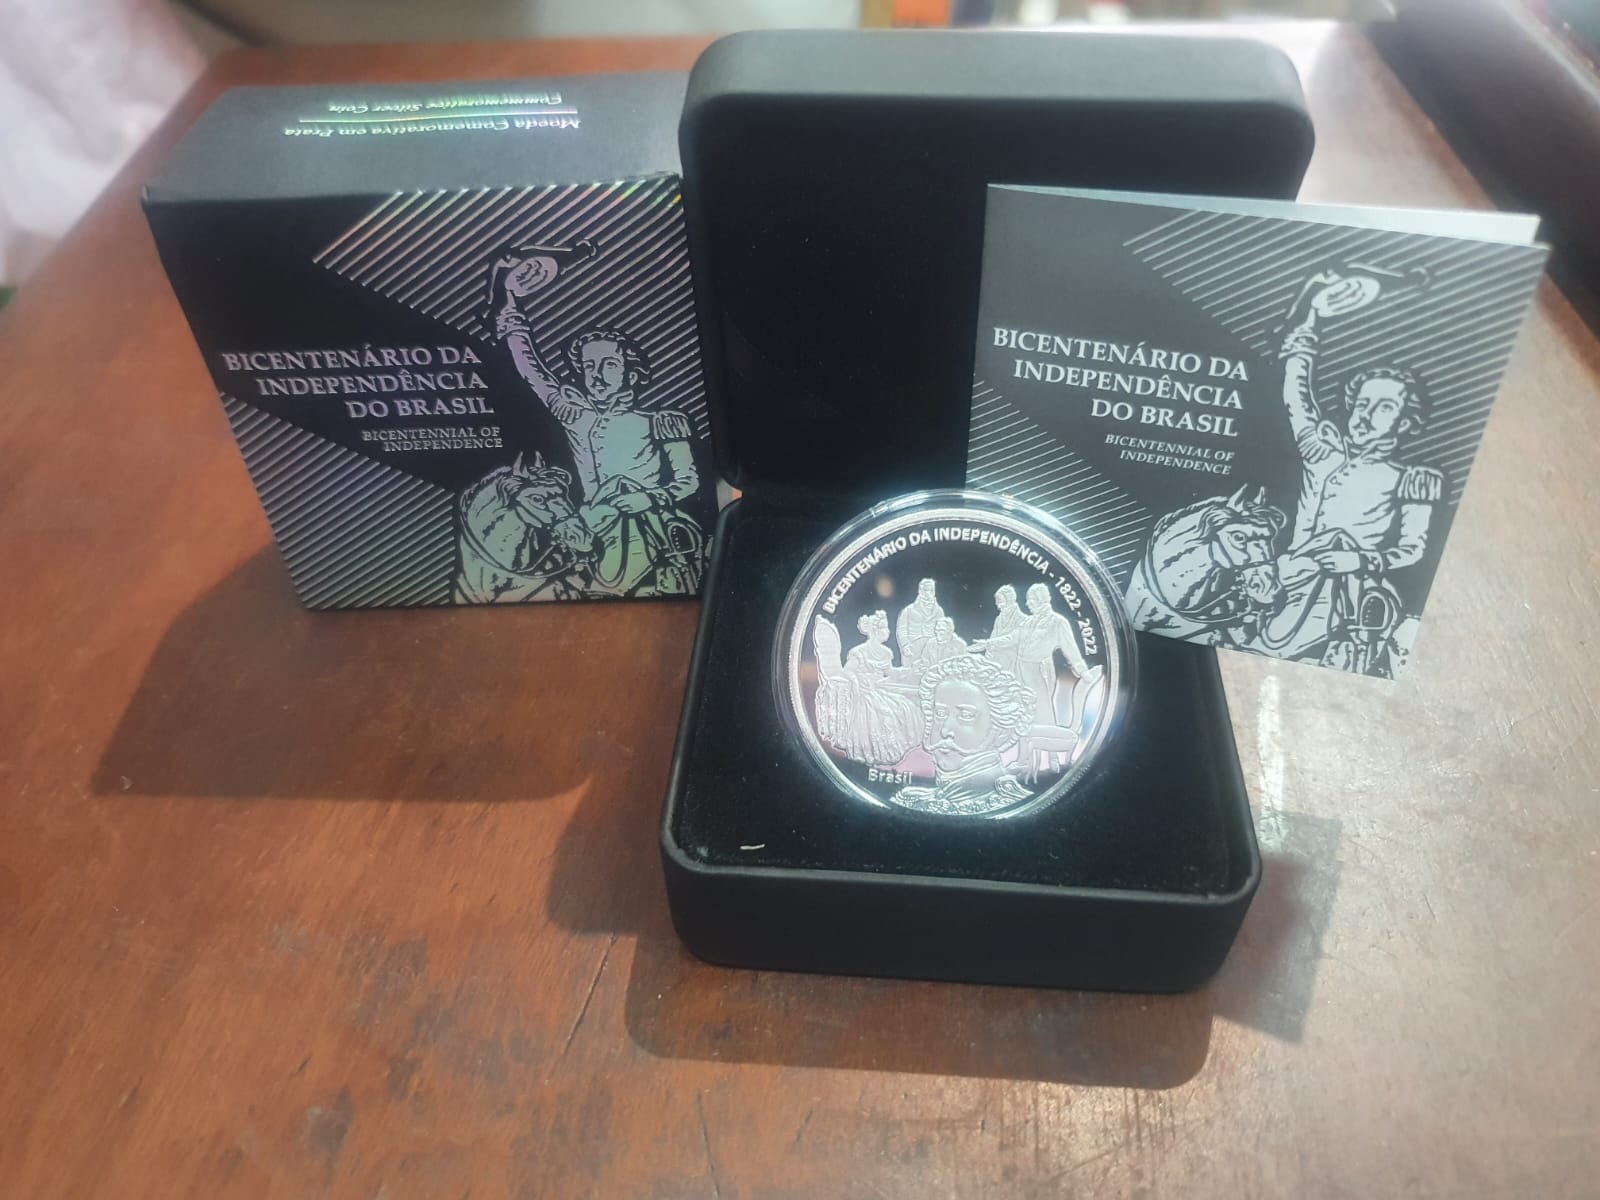 Moeda Comemorativa em Prata
Commemorative Silver Coin
BICENTENÁRIO DA
INDEPENDÊNCIA
DO BRASIL
BICENTENNIAL OF
INDEPENDENCE
BICENTENÁRIO DA
INDEPENDÊNCIA
DO BRASIL
BICENTENNIAL OF
INDEPENDENCE
BICENTENÁRIO DA INDEPENDÊNCIA - 1822 - 2022
Brasil